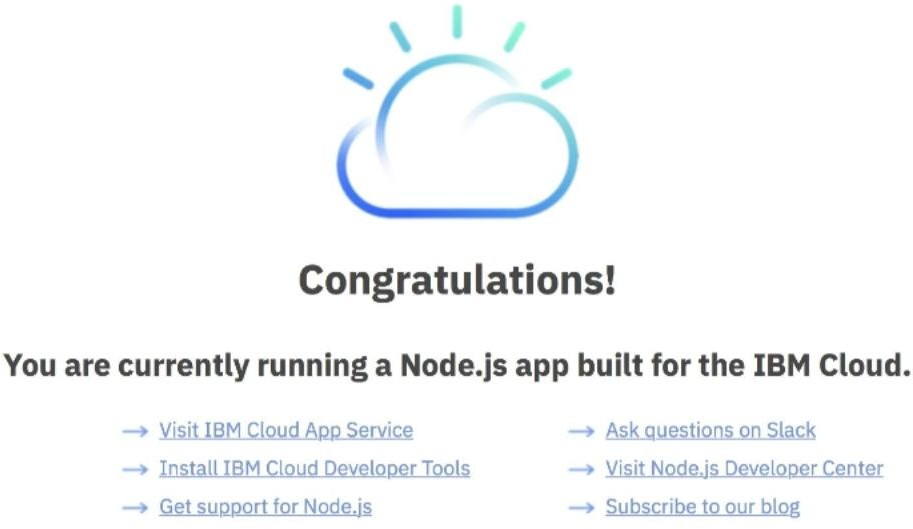 Congratulations!
You are currently running a Node.js app built for the IBM Cloud.
Visit IBM Cloud App Service
Ask questions on Slack
Install IBM Cloud Developer Tools
Visit Node.js Developer Center
Get support for Node.js
Subscribe to our blog